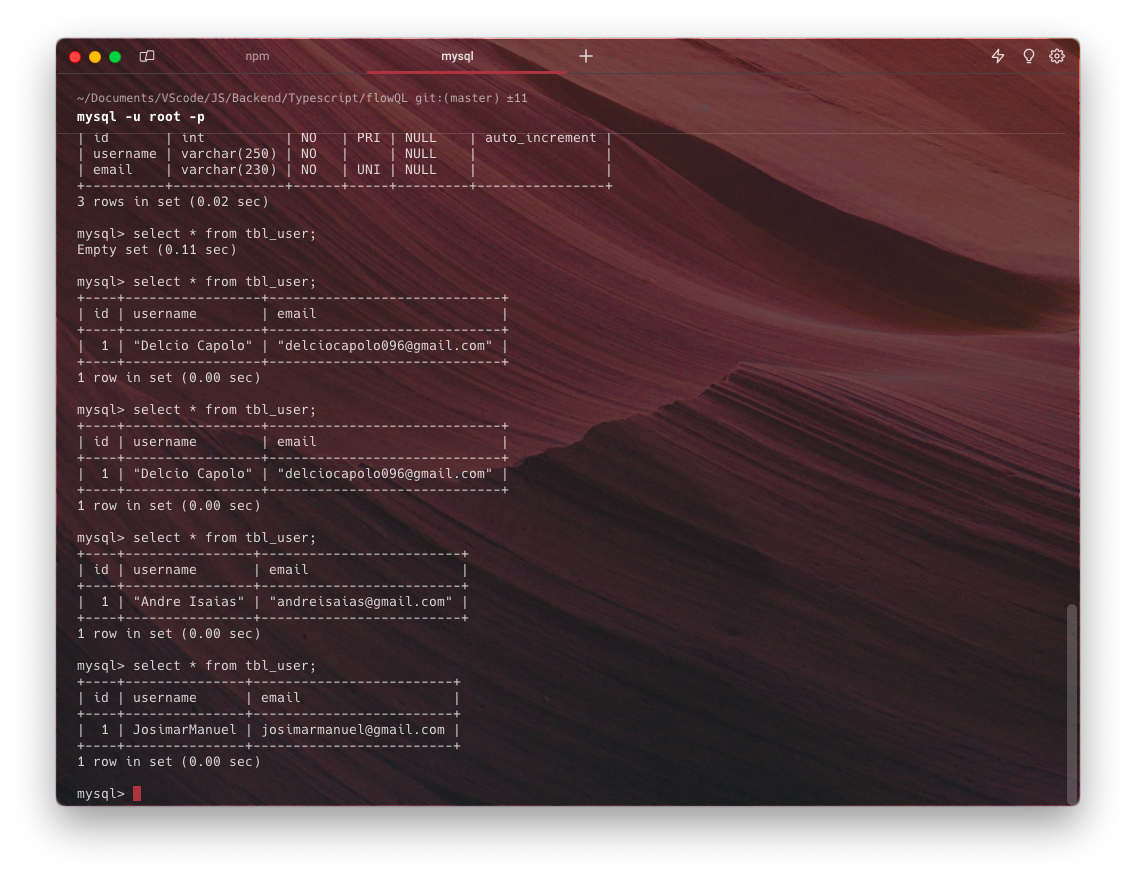 npm
mysql
~/Documents/VScode/JS/Backend/Typescript/flowQL git:(master) ±11
mysql -u root -p
| id       | int          | NO   | PRI | NULL    | auto_increment |
| username | varchar(250) | NO   |     | NULL    |                |
| email    | varchar(230) | NO   | UNI | NULL    |                |
+----------+--------------+------+-----+---------+----------------+
3 rows in set (0.02 sec)
mysql> select * from tbl_user;
Empty set (0.11 sec)
mysql> select * from tbl_user;
+----+-----------------+-----------------------------+
| id | username        | email                       |
+----+-----------------+-----------------------------+
|  1 | "Delcio Capolo" | "delciocapolo096@gmail.com" |
+----+-----------------+-----------------------------+
1 row in set (0.00 sec)
mysql> select * from tbl_user;
+----+-----------------+-----------------------------+
| id | username        | email                       |
+----+-----------------+-----------------------------+
|  1 | "Delcio Capolo" | "delciocapolo096@gmail.com" |
+----+-----------------+-----------------------------+
1 row in set (0.00 sec)
mysql> select * from tbl_user;
+----+----------------+-------------------------+
| id | username       | email                   |
+----+----------------+-------------------------+
|  1 | "Andre Isaias" | "andreisaias@gmail.com" |
+----+----------------+-------------------------+
1 row in set (0.00 sec)
mysql> select * from tbl_user;
+----+---------------+-------------------------+
| id | username      | email                   |
+----+---------------+-------------------------+
|  1 | JosimarManuel | josimarmanuel@gmail.com |
+----+---------------+-------------------------+
1 row in set (0.00 sec)
mysql>